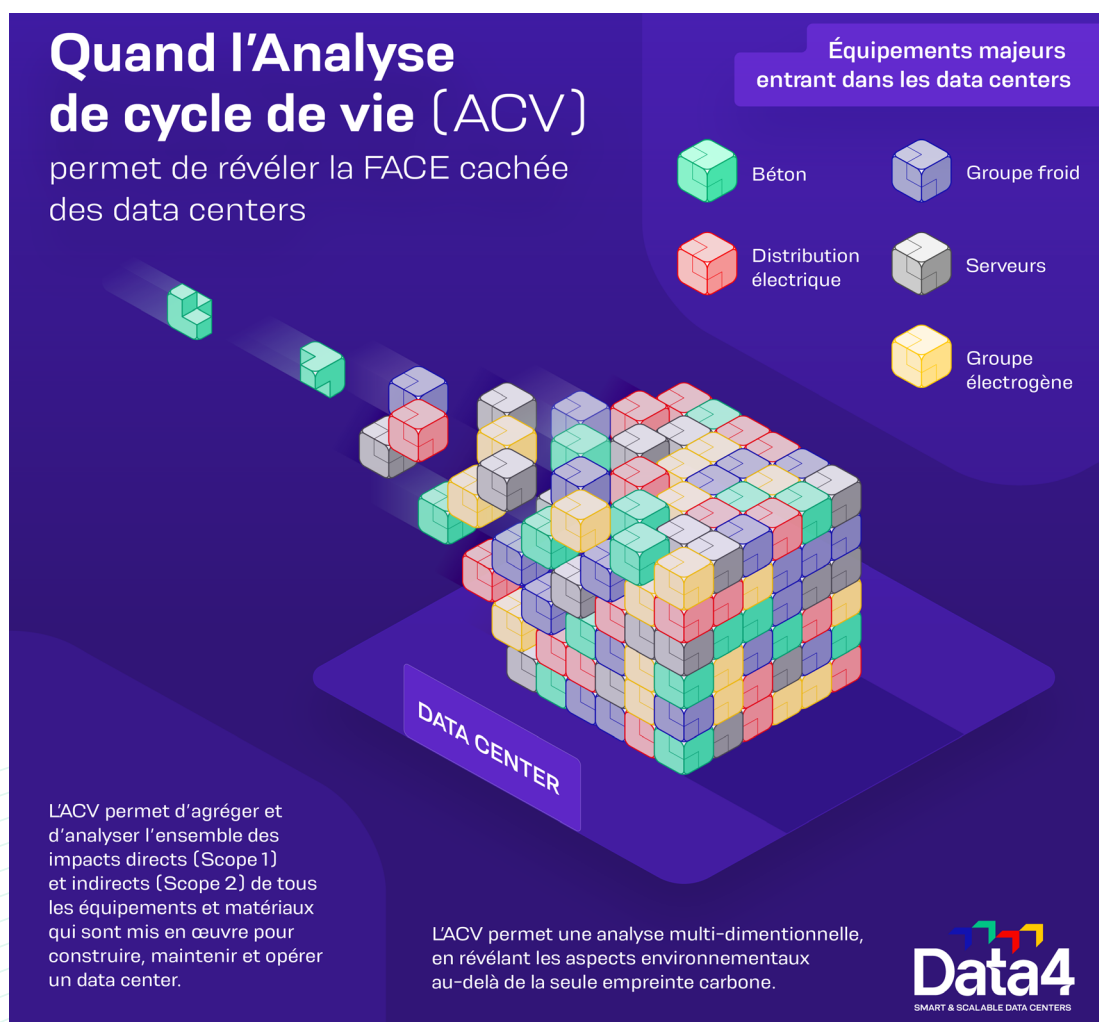 Quand l'Analyse
de cycle de vie (ACV)
permet de révéler la FACE cachée
des data centers
Équipements majeurs
entrant dans les data centers
Béton
Groupe froid
Distribution
électrique
Serveurs
Groupe
électrogène
DATA CENTER
L'ACV permet d'agréger et
d'analyser l'ensemble des
impacts directs (Scope 1)
et indirects (Scope 2) de tous
les équipements et matériaux
qui sont mis en œuvre pour
construire, maintenir et opérer
un data center.
L'ACV permet une analyse multi-dimentionnelle,
en révélant les aspects environnementaux
au-delà de la seule empreinte carbone.
Data4
SMART & SCALABLE DATA CENTERS